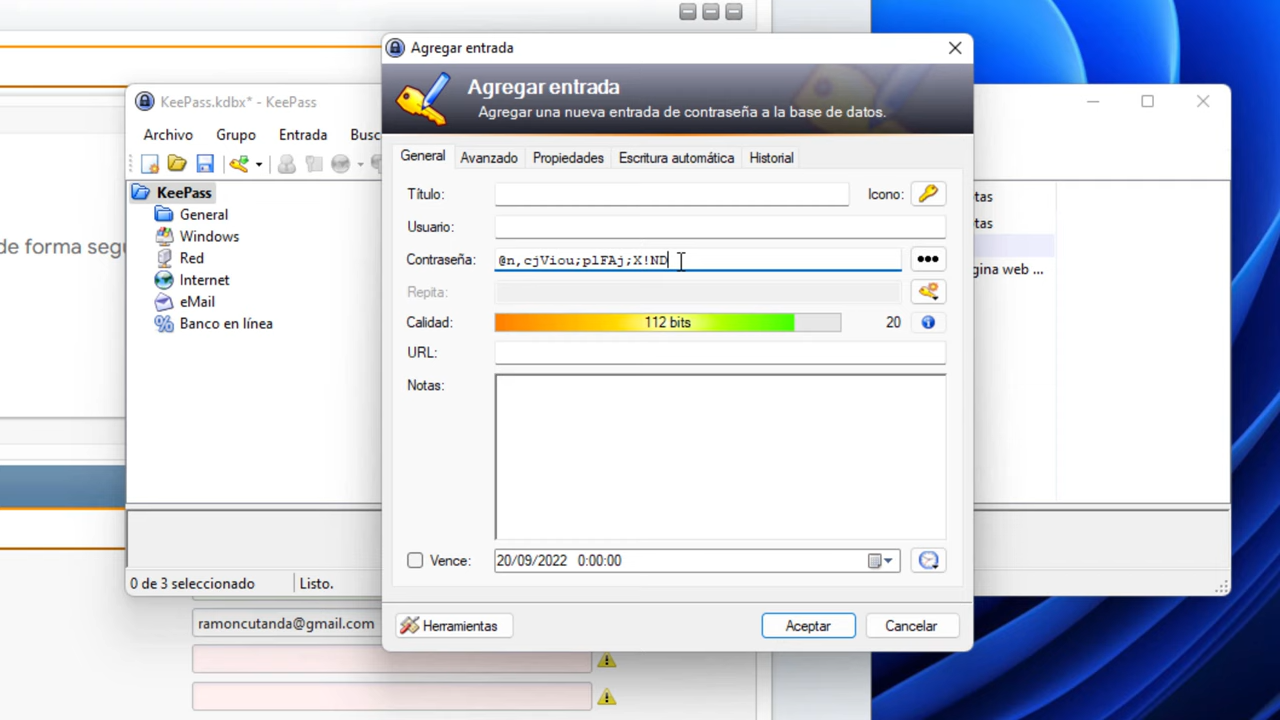 Agregar entrada
Agregar entrada
Agregar una nueva entrada de contraseña a la base de datos.
KeePass.kdbx* - KeePass
Archivo Grupo Entrada Busc
General Avanzado Propiedades Escritura automática Historial
KeePass
General
Windows
Red
Internet
eMail
Banco en línea
Título:
Icono:
Usuario:
Contraseña: @n,cjViou;plFAj;X!ND
Repita:
Calidad: 112 bits 20
URL:
Notas:
Vence: 20/09/2022 0:00:00
tas
tas
gina web ...
de forma segu
0 de 3 seleccionado Listo.
Herramientas Aceptar Cancelar
ramoncutanda@gmail.com